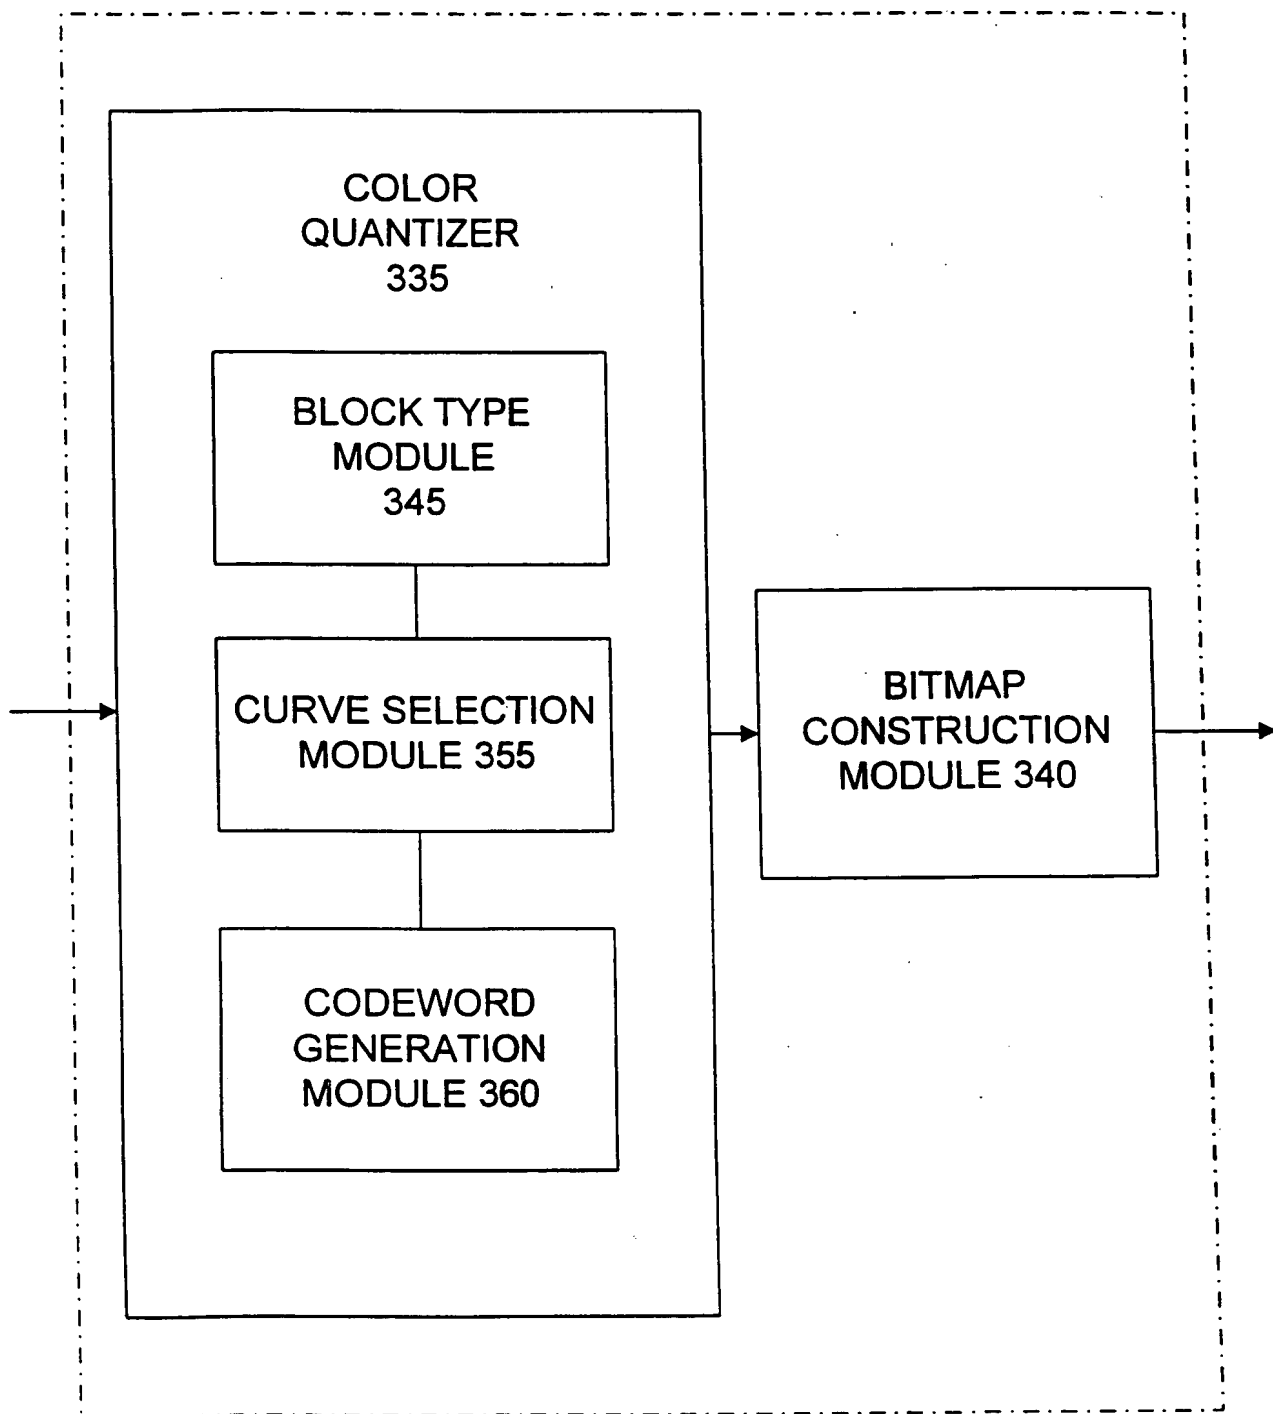 COLOR
QUANTIZER
335
BLOCK TYPE
MODULE
345
CURVE SELECTION
MODULE 355
CODEWORD
GENERATION
MODULE 360
BITMAP
CONSTRUCTION
MODULE 340